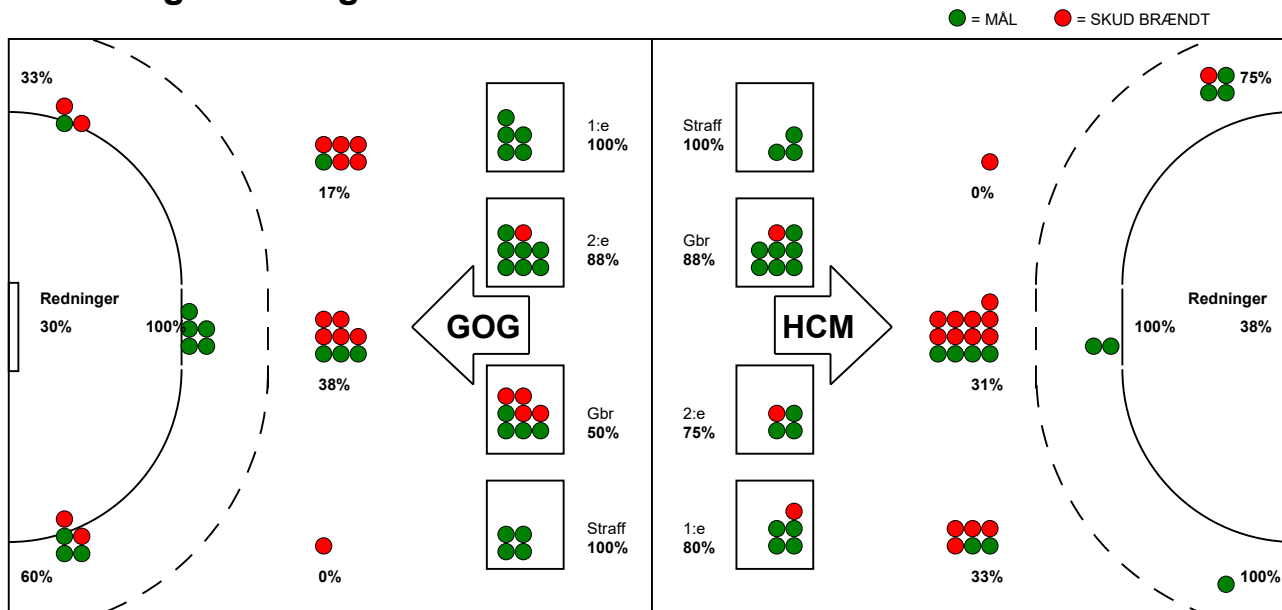 = MÅL = SKUD BRÆNDT
33%
17%
1:e
100%
2:e
88%
Redninger
30%
100%
38%
GOG
Gbr
50%
60%
0%
Straff
100%
Straff
100%
0%
75%
Gbr
88%
HCM
31%
100%
Redninger
38%
2:e
75%
1:e
80%
33%
100%